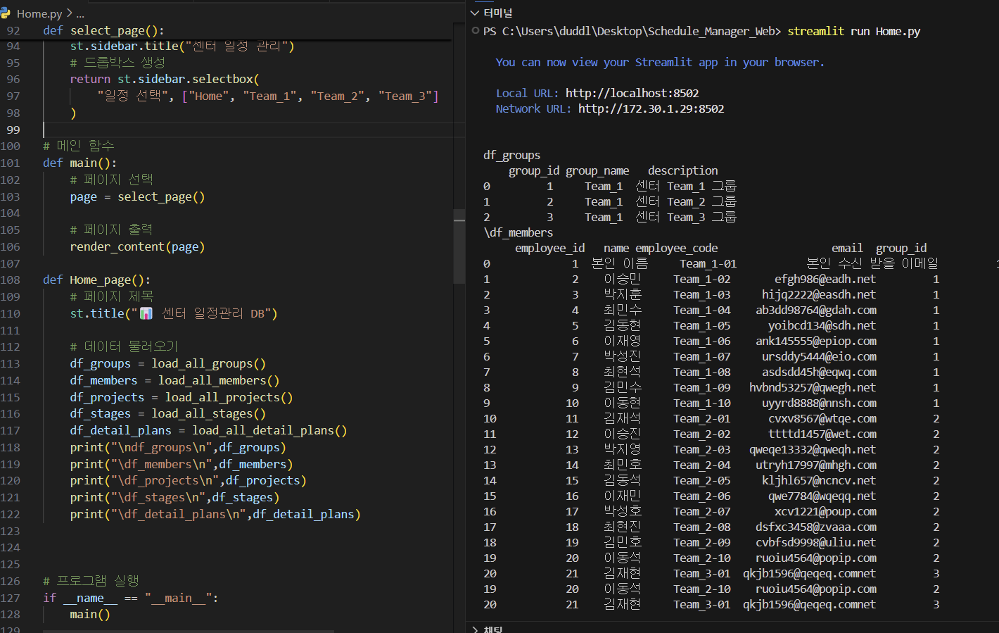 Home.py > ...
92 def select_page():
94 st.sidebar.title("센터 일정 관리")
95 # 드롭박스 생성
96 return st.sidebar.selectbox(
97 "일정 선택", ["Home", "Team_1", "Team_2", "Team_3"]
98 )
99
100 # 메인 함수
101 def main():
102 # 페이지 선택
103 page = select_page()
104
105 # 페이지 출력
106 render_content(page)
107
108 def Home_page():
109 # 페이지 제목
110 st.title("📊 센터 일정관리 DB")
111
112 # 데이터 불러오기
113 df_groups = load_all_groups()
114 df_members = load_all_members()
115 df_projects = load_all_projects()
116 df_stages = load_all_stages()
117 df_detail_plans = load_all_detail_plans()
118 print("\ndf_groups\n",df_groups)
119 print("\df_members\n",df_members)
120 print("\df_projects\n",df_projects)
121 print("\df_stages\n",df_stages)
122 print("\df_detail_plans\n",df_detail_plans)
123
124
125
126 # 프로그램 실행
127 if __name__ == "__main__":
128 main()
129
터미널
PS C:\Users\duddl\Desktop\Schedule_Manager_Web> streamlit run Home.py
You can now view your Streamlit app in your browser.
Local URL: http://localhost:8502
Network URL: http://172.30.1.29:8502
df_groups
group_id group_name description
0 1 Team_1 센터 Team_1 그룹
1 2 Team_1 센터 Team_2 그룹
2 3 Team_1 센터 Team_3 그룹
\df_members
employee_id name employee_code email group_id
0 1 본인 이름 Team_1-01 본인 수신 받을 이메일 1
1 2 이승민 Team_1-02 efgh986@eadh.net 1
2 3 박지훈 Team_1-03 hijq2222@easdh.net 1
3 4 최민수 Team_1-04 ab3dd98764@gdah.com 1
4 5 김동현 Team_1-05 yoibcd134@sdh.net 1
5 6 이재영 Team_1-06 ank145555@epiop.com 1
6 7 박성진 Team_1-07 ursddy5444@eio.com 1
7 8 최현석 Team_1-08 asdsdd45h@eqwq.com 1
8 9 김민수 Team_1-09 hvbnd53257@qwegh.net 1
9 10 이동현 Team_1-10 uyyrd8888@nnsh.com 1
10 11 김재석 Team_2-01 cvxv8567@wtqe.com 2
11 12 이승진 Team_2-02 ttttd1457@wet.com 2
12 13 박지영 Team_2-03 qweqe13332@qweqh.net 2
13 14 최민호 Team_2-04 utryh17997@mhgh.com 2
14 15 김동석 Team_2-05 kljhl657@ncncv.net 2
15 16 이재민 Team_2-06 qwe7784@wqeqq.net 2
16 17 박성호 Team_2-07 xcv1221@poup.com 2
17 18 최현진 Team_2-08 dsfxc3458@zvaaa.com 2
18 19 김민호 Team_2-09 cvbfsd9998@uliu.net 2
19 20 이동석 Team_2-10 ruoiu4564@popip.com 2
20 21 김재현 Team_3-01 qkjb1596@qeqeq.comnet 3
19 20 이동석 Team_2-10 ruoiu4564@popip.com 2
20 21 김재현 Team_3-01 qkjb1596@qeqeq.comnet 3
채팅